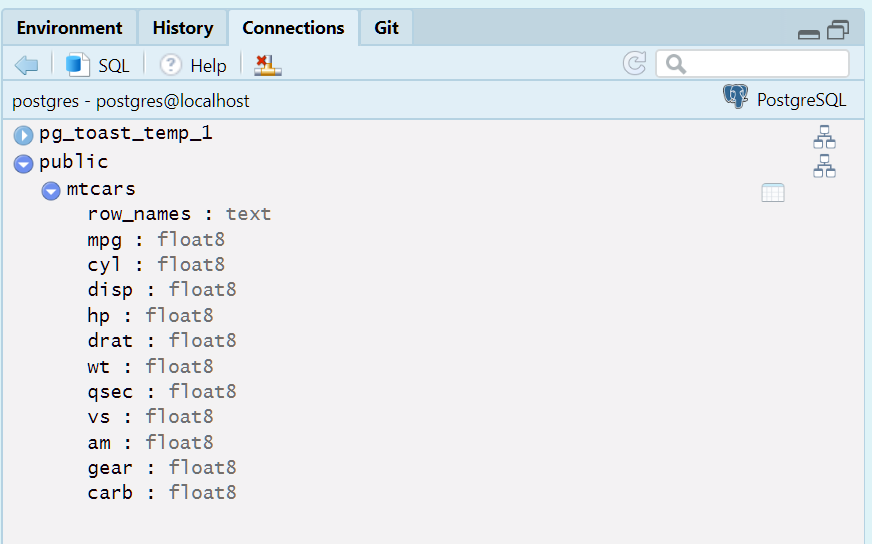 Environment History Connections Git
SQL Help
postgres - postgres@localhost PostgreSQL
pg_toast_temp_1
public
mtcars
row_names : text
mpg : float8
cyl : float8
disp : float8
hp : float8
drat : float8
wt : float8
qsec : float8
vs : float8
am : float8
gear : float8
carb : float8